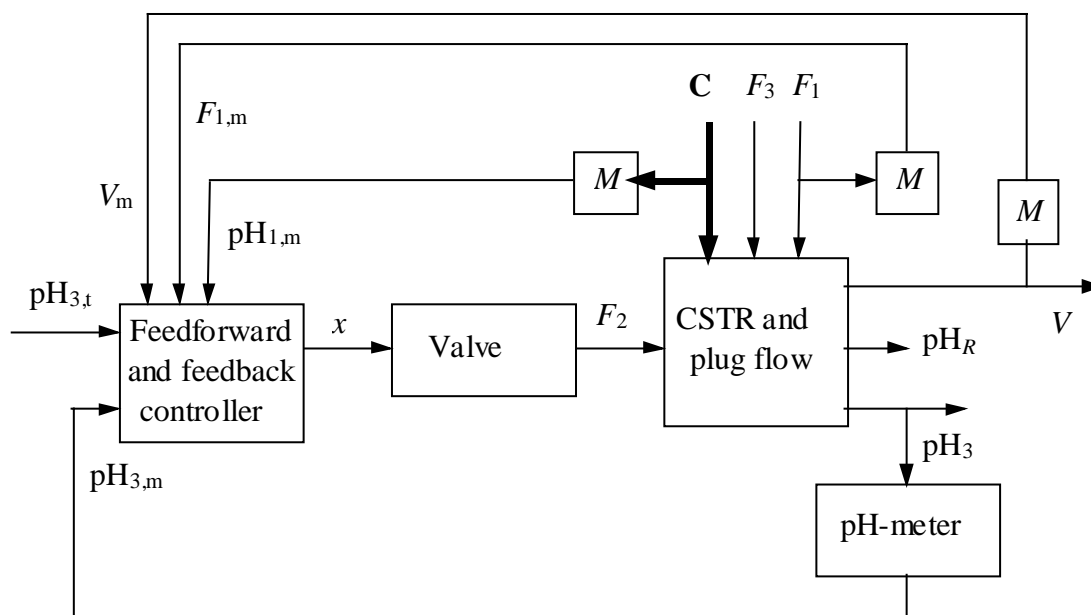 C F3 F1
F1,m
M
M
Vm
M
pH1,m
pH3,t
Feedforward
and feedback
controller
x
Valve
F2
CSTR and
plug flow
V
pHR
pH3
pH3,m
pH-meter